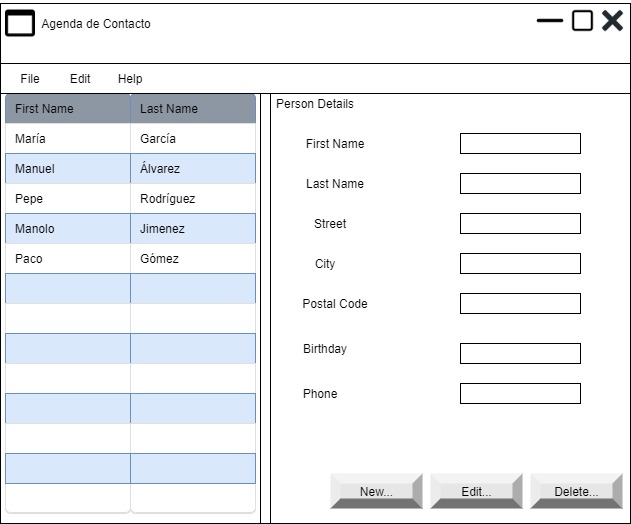 Agenda de Contacto
File Edit Help
First Name Last Name
María García
Manuel Álvarez
Pepe Rodríguez
Manolo Jimenez
Paco Gómez
Person Details
First Name
Last Name
Street
City
Postal Code
Birthday
Phone
New... Edit... Delete...